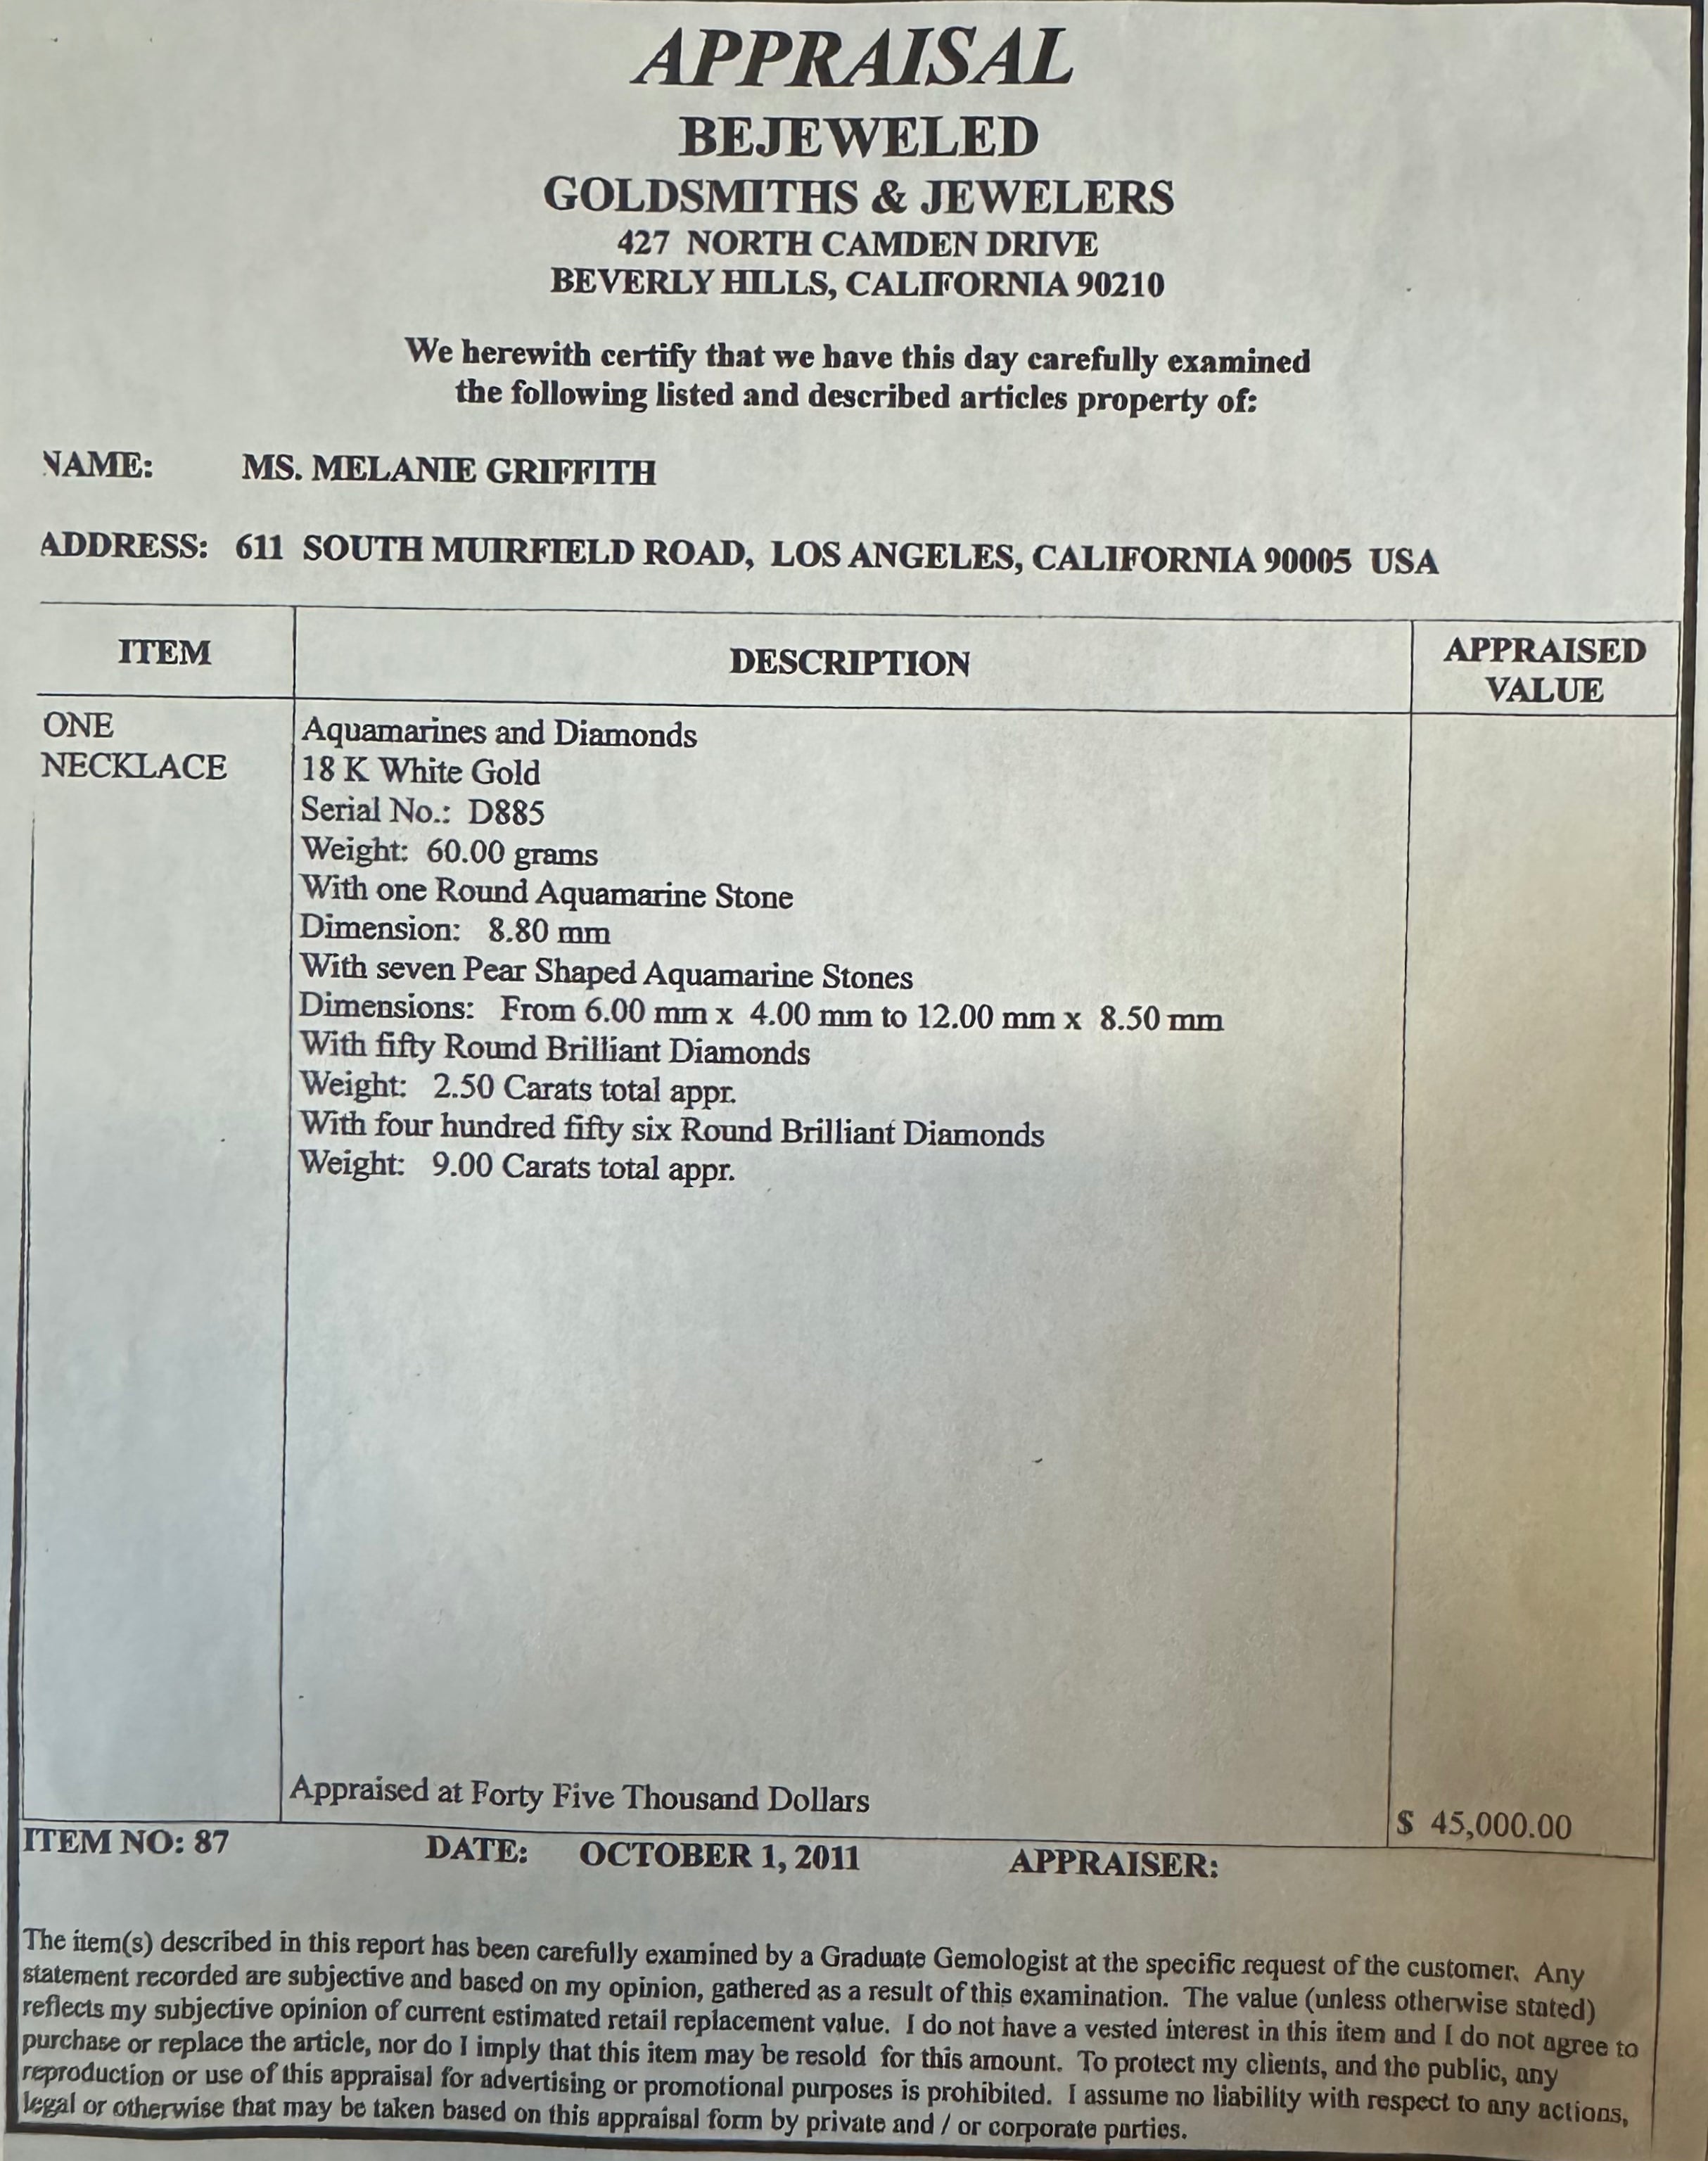 APPRAISAL
BEJEWELED
GOLDSMITHS & JEWELERS
427 NORTH CAMDEN DRIVE
BEVERLY HILLS, CALIFORNIA 90210
We herewith certify that we have this day carefully examined
the following listed and described articles property of:
NAME: MS. MELANIE GRIFFITH
ADDRESS: 611 SOUTH MUIRFIELD ROAD, LOS ANGELES, CALIFORNIA 90005 USA
ITEM DESCRIPTION APPRAISED
VALUE
ONE Aquamarines and Diamonds
NECKLACE 18 K White Gold
Serial No.: D885
Weight: 60.00 grams
With one Round Aquamarine Stone
Dimension: 8.80 mm
With seven Pear Shaped Aquamarine Stones
Dimensions: From 6.00 mm x 4.00 mm to 12.00 mm x 8.50 mm
With fifty Round Brilliant Diamonds
Weight: 2.50 Carats total appr.
With four hundred fifty six Round Brilliant Diamonds
Weight: 9.00 Carats total appr.
Appraised at Forty Five Thousand Dollars $ 45,000.00
ITEM NO: 87 DATE: OCTOBER 1, 2011 APPRAISER:
The item(s) described in this report has been carefully examined by a Graduate Gemologist at the specific request of the customer. Any
statement recorded are subjective and based on my opinion, gathered as a result of this examination. The value (unless otherwise stated)
reflects my subjective opinion of current estimated retail replacement value. I do not have a vested interest in this item and I do not agree to
purchase or replace the article, nor do I imply that this item may be resold for this amount. To protect my clients, and the public, any
reproduction or use of this appraisal for advertising or promotional purposes is prohibited. I assume no liability with respect to any actions,
legal or otherwise that may be taken based on this appraisal form by private and / or corporate parties.